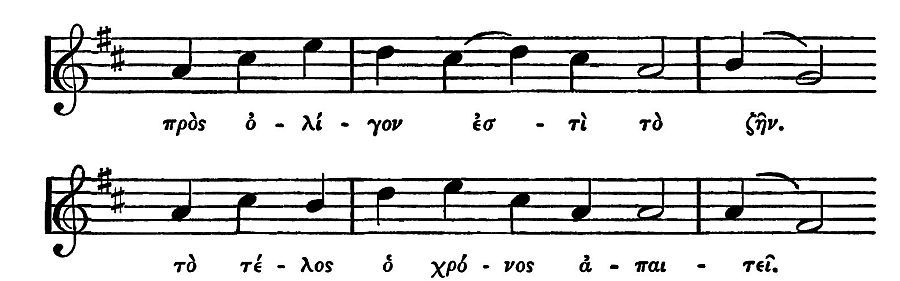 πρὸς ὀ - λί - γον ἐσ - τὶ τὸ ζῆν.
τὸ τέ - λος ὁ χρό - νος ἀ - παι - τεῖ.